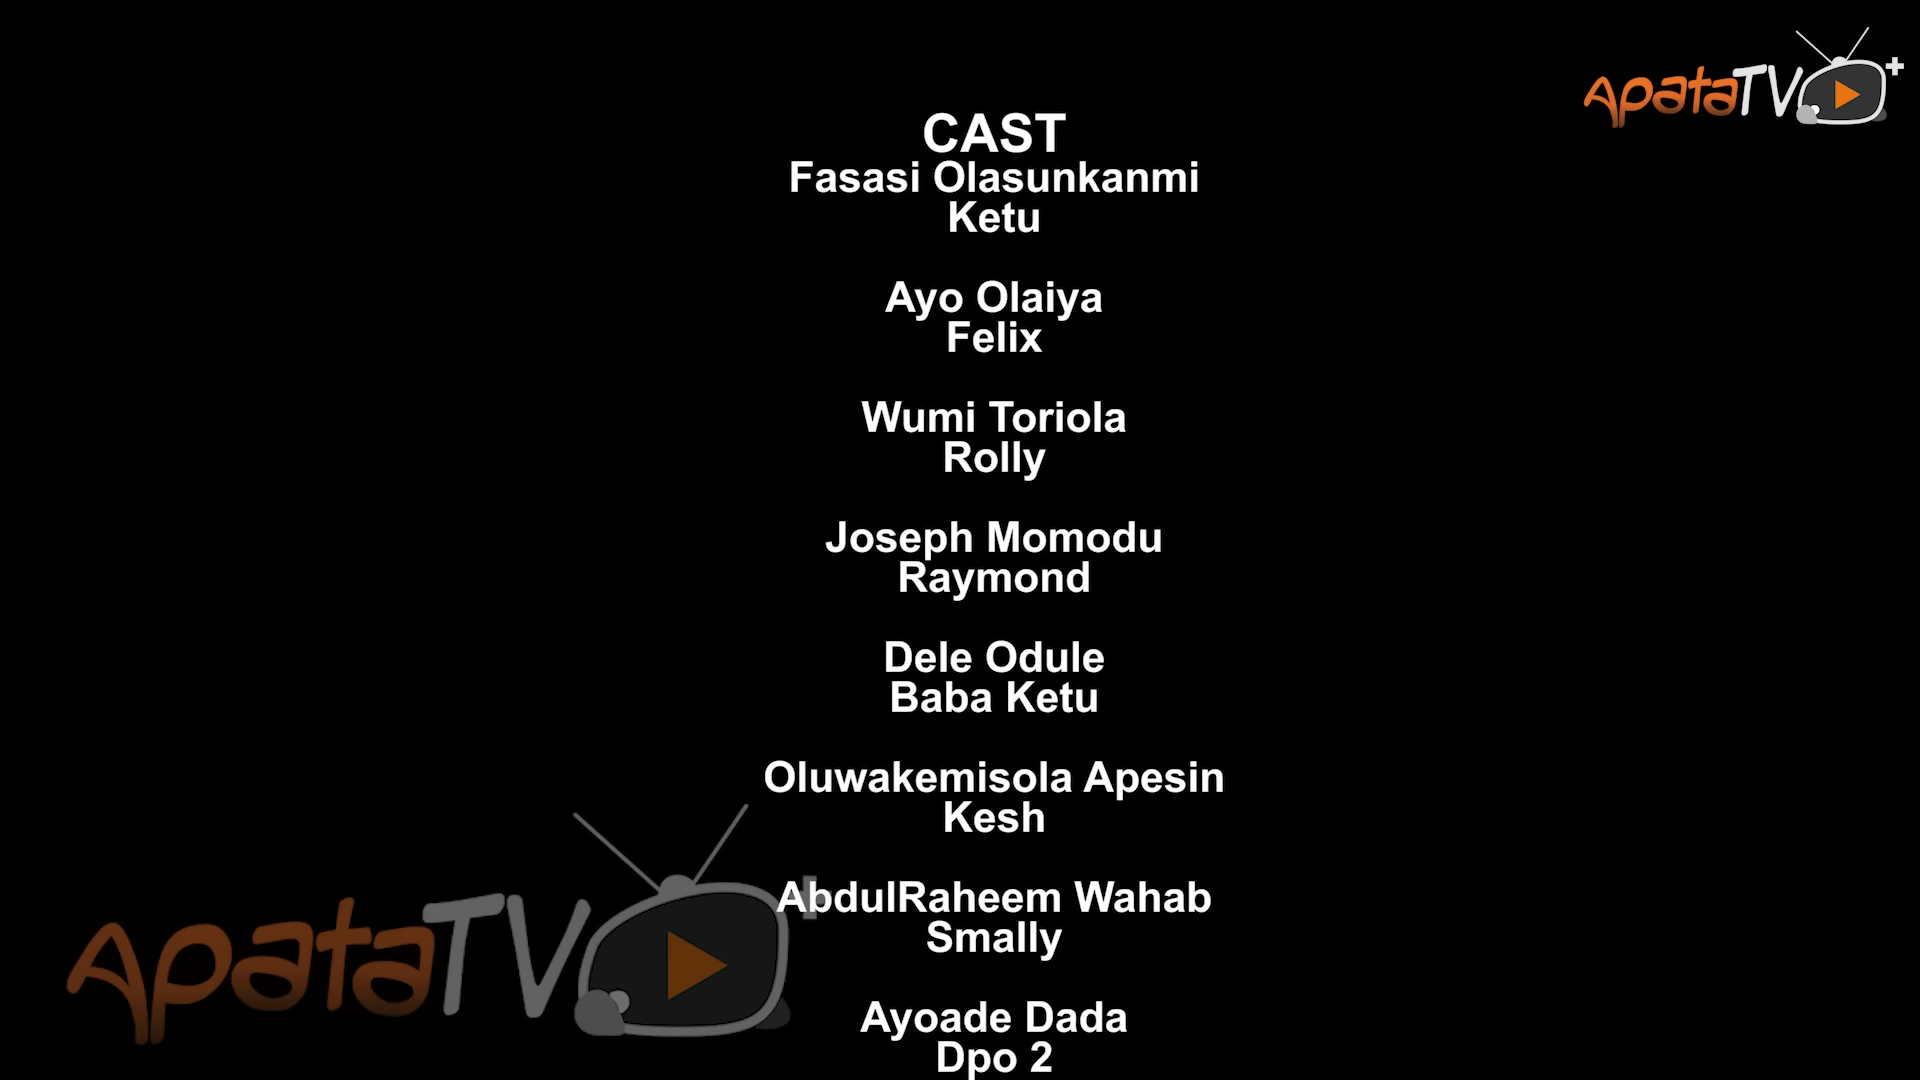 ApataTV+
CAST
Fasasi Olasunkanmi
Ketu
Ayo Olaiya
Felix
Wumi Toriola
Rolly
Joseph Momodu
Raymond
Dele Odule
Baba Ketu
Oluwakemisola Apesin
Kesh
AbdulRaheem Wahab
Smally
Ayoade Dada
Dpo 2
ApataTV+